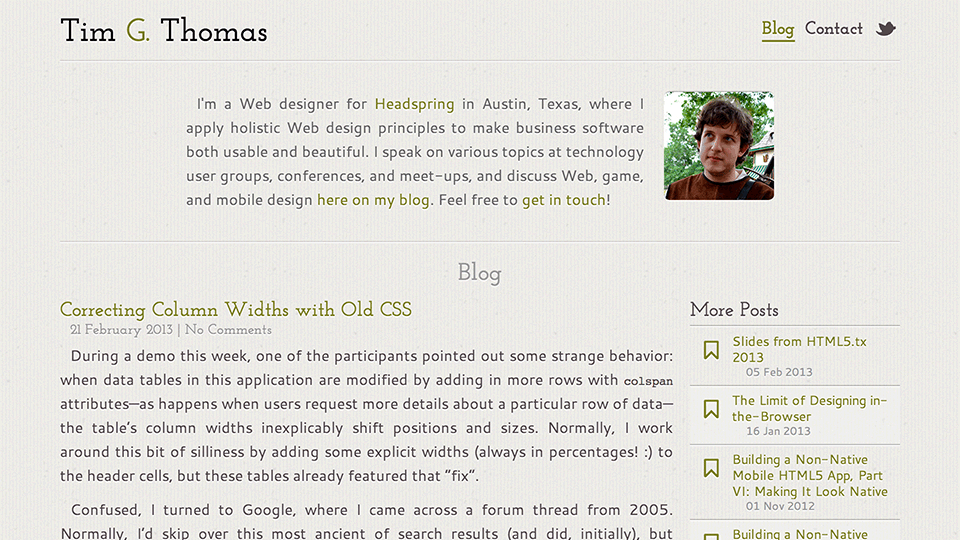 Tim G. Thomas
Blog Contact
I'm a Web designer for Headspring in Austin, Texas, where I
apply holistic Web design principles to make business software
both usable and beautiful. I speak on various topics at technology
user groups, conferences, and meet-ups, and discuss Web, game,
and mobile design here on my blog. Feel free to get in touch!
Blog
Correcting Column Widths with Old CSS
21 February 2013 | No Comments
During a demo this week, one of the participants pointed out some strange behavior:
when data tables in this application are modified by adding in more rows with colspan
attributes—as happens when users request more details about a particular row of data—
the table's column widths inexplicably shift positions and sizes. Normally, I work
around this bit of silliness by adding some explicit widths (always in percentages! :) to
the header cells, but these tables already featured that “fix”.
Confused, I turned to Google, where I came across a forum thread from 2005.
Normally, I'd skip over this most ancient of search results (and did, initially), but
More Posts
Slides from HTML5.tx
2013
05 Feb 2013
The Limit of Designing in-
the-Browser
16 Jan 2013
Building a Non-Native
Mobile HTML5 App, Part
VI: Making It Look Native
01 Nov 2012
Building a Non-Native